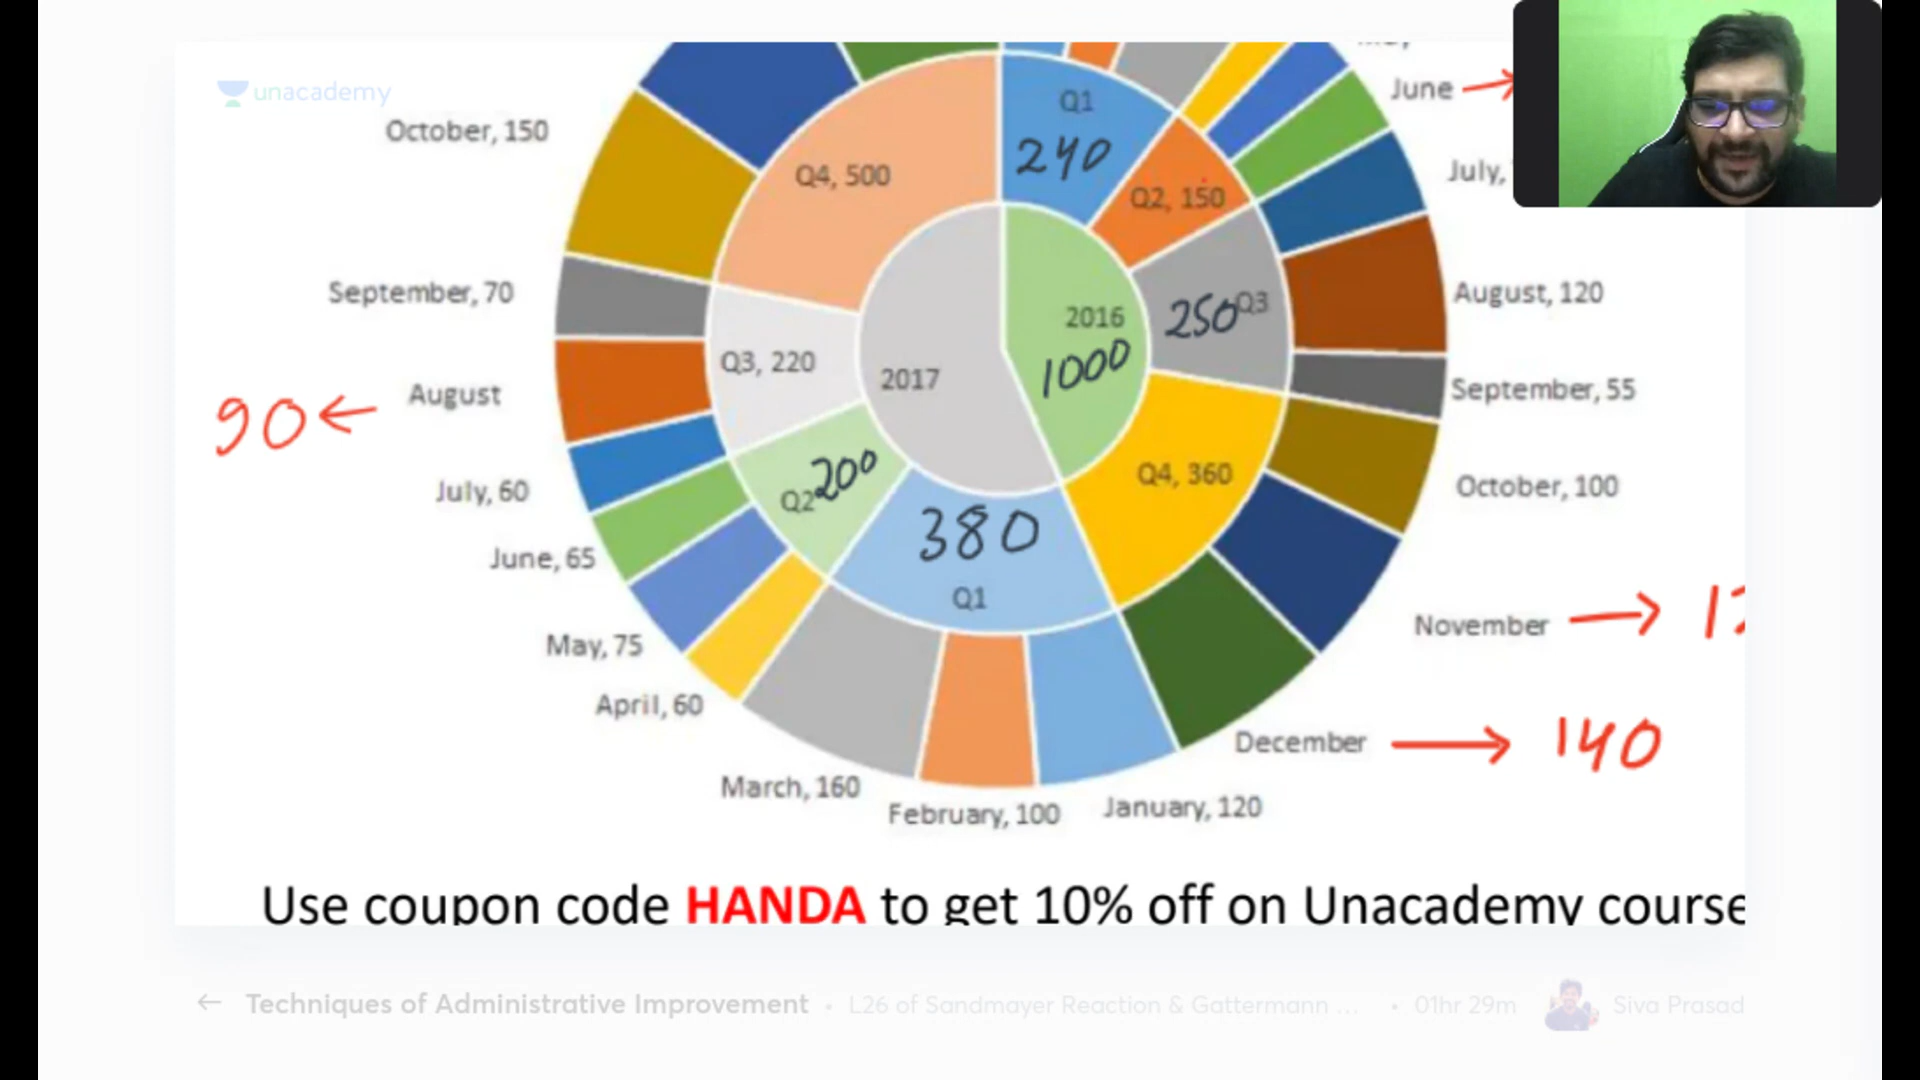 unacademy
October, 150
June →
July,
Q1
240
Q4, 500
Q2, 150
September, 70
August, 120
2016
1000
250 Q3
Q3, 220
2017
September, 55
90 ← August
Q4, 360
October, 100
July, 60
Q2 200
380
Q1
June, 65
November →
May, 75
April, 60
December → 140
March, 160
February, 100
January, 120
Use coupon code HANDA to get 10% off on Unacademy course
← Techniques of Administrative Improvement • L26 of Sandmayer Reaction & Gattermann ... • 01hr 29m Siva Prasad